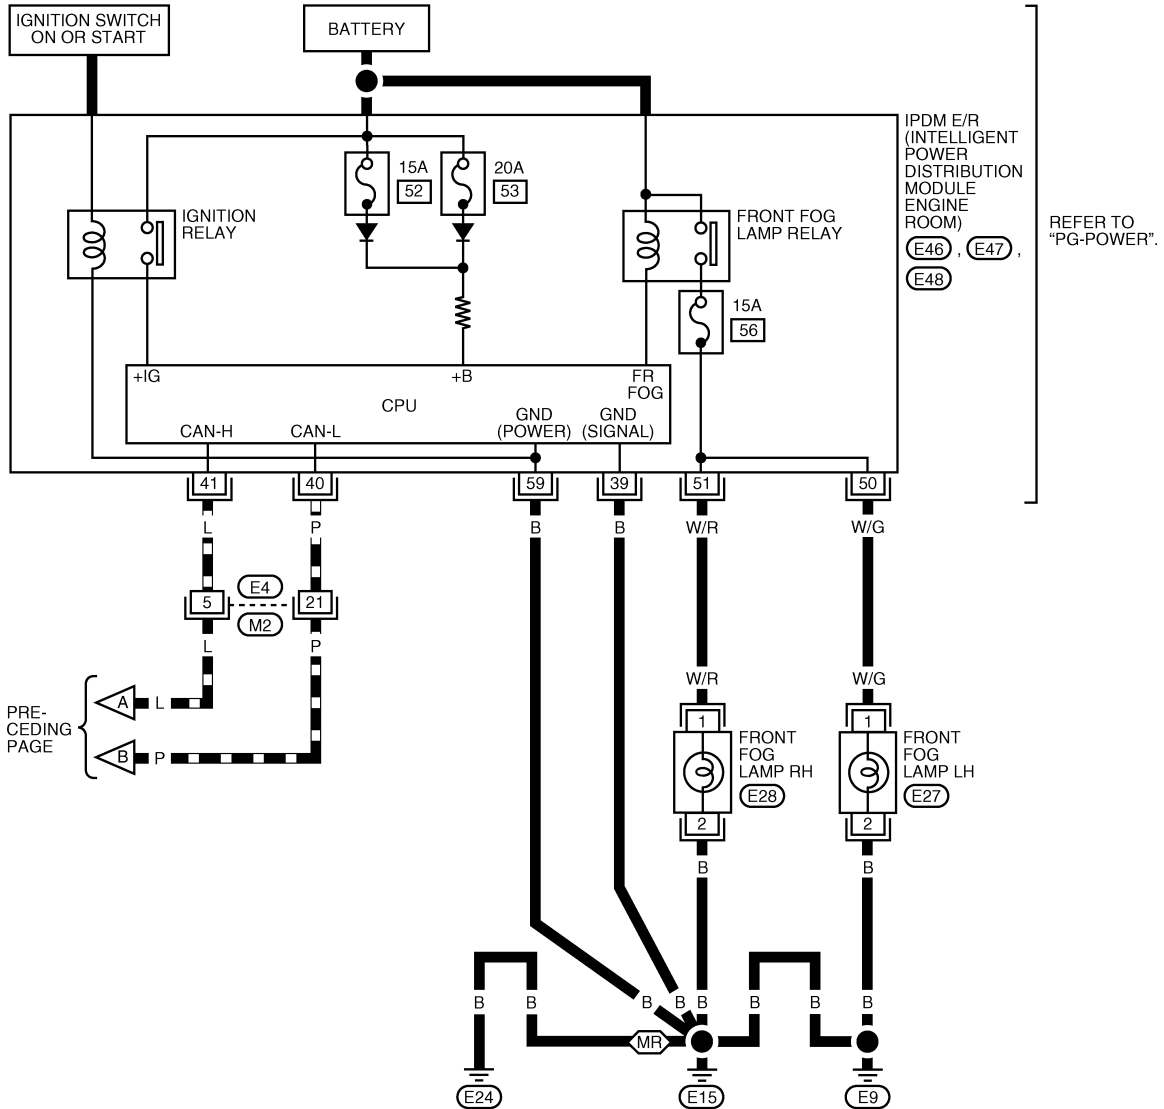 IGNITION SWITCH
ON OR START
BATTERY
IPDM E/R
(INTELLIGENT
POWER
DISTRIBUTION
MODULE
ENGINE
ROOM)
E46 , E47 ,
E48
REFER TO
“PG-POWER”.
15A
52
20A
53
IGNITION
RELAY
FRONT FOG
LAMP RELAY
15A
56
+IG
+B
FR
FOG
CPU
CAN-H
CAN-L
GND
(POWER)
GND
(SIGNAL)
41
40
59
39
51
50
L
P
B
B
W/R
W/G
5
E4
21
M2
L
P
W/R
W/G
PRE-
CEDING
PAGE
A
L
B
P
1
1
FRONT
FOG
LAMP RH
E28
FRONT
FOG
LAMP LH
E27
2
2
B
B
B
B
B
B
B
B
B
B
MR
E24
E15
E9